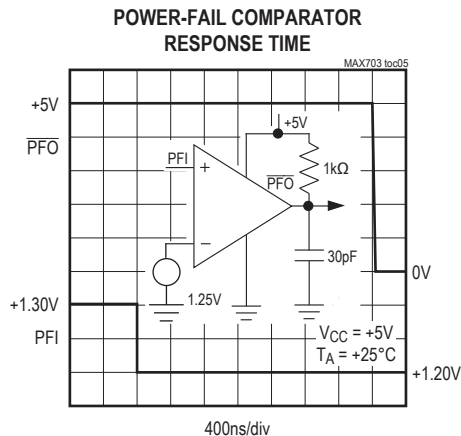 POWER-FAIL COMPARATOR
RESPONSE TIME
MAX703 toc05
+5V
+5V
PFO
PFI
+
PFO
1kΩ
−
30pF
0V
+1.30V
1.25V
PFI
VCC = +5V
TA = +25°C
+1.20V
400ns/div